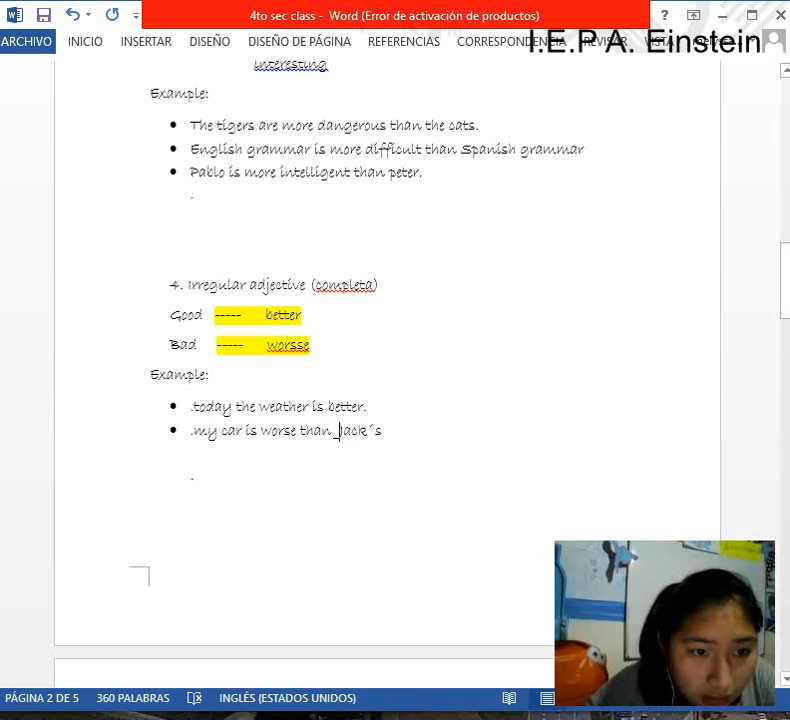 4to sec class - Word (Error de activación de productos)
I.E.P A. Einstein
ARCHIVO INICIO INSERTAR DISEÑO DISEÑO DE PÁGINA REFERENCIAS CORRESPONDENCIA REVISAR VISTA
interesting
Example:
• The tigers are more dangerous than the cats.
• English grammar is more difficult than Spanish grammar
• Pablo is more intelligent than peter.
.
4. Irregular adjective (completa)
Good ----- better
Bad ----- worsse
Example:
• .today the weather is better.
• .my car is worse than _Jack´s
.
PÁGINA 2 DE 5 360 PALABRAS INGLÉS (ESTADOS UNIDOS)